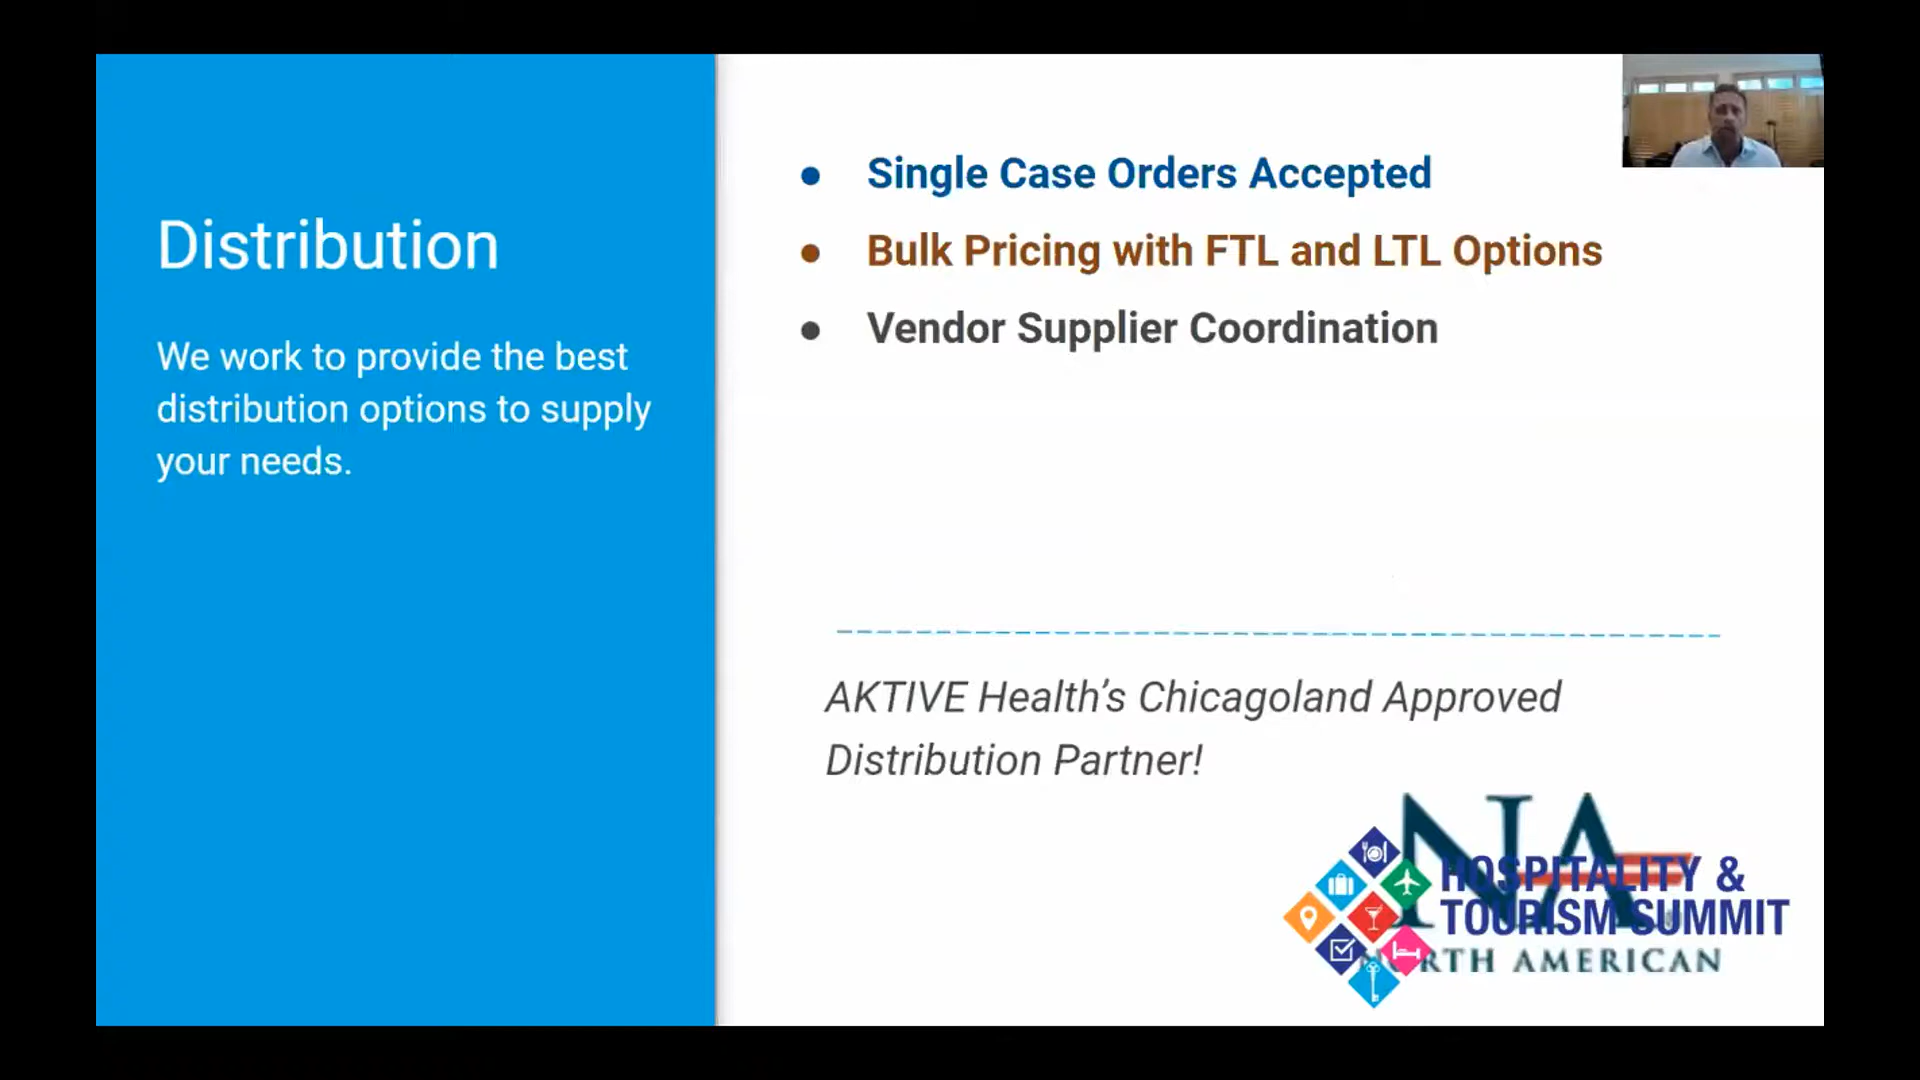 Distribution
We work to provide the best
distribution options to supply
your needs.
● Single Case Orders Accepted
● Bulk Pricing with FTL and LTL Options
● Vendor Supplier Coordination
AKTIVE Health's Chicagoland Approved
Distribution Partner!
NA
HOSPITALITY &
TOURISM SUMMIT
NORTH AMERICAN